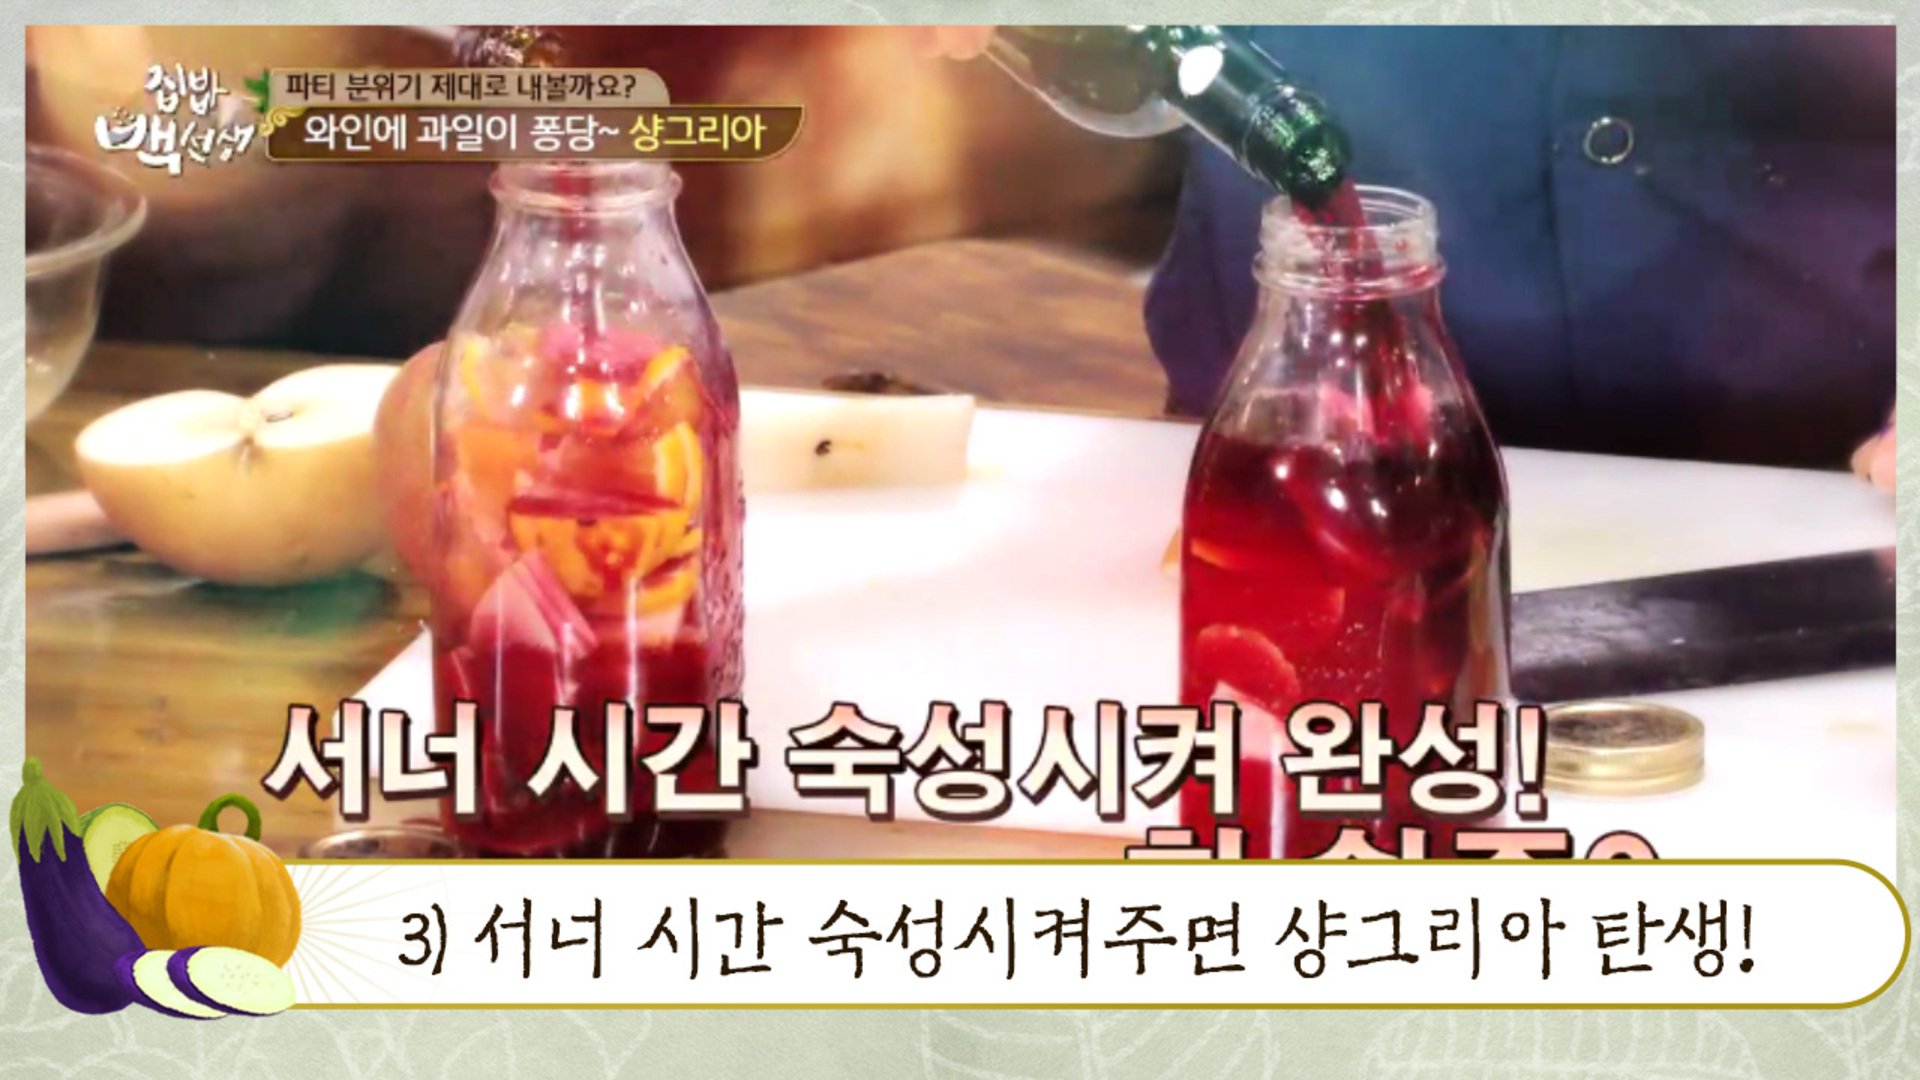 집밥
백선생
파티 분위기 제대로 내볼까요?
와인에 과일이 퐁당~ 샹그리아
서너 시간 숙성시켜 완성!
3) 서너 시간 숙성시켜주면 샹그리아 탄생!